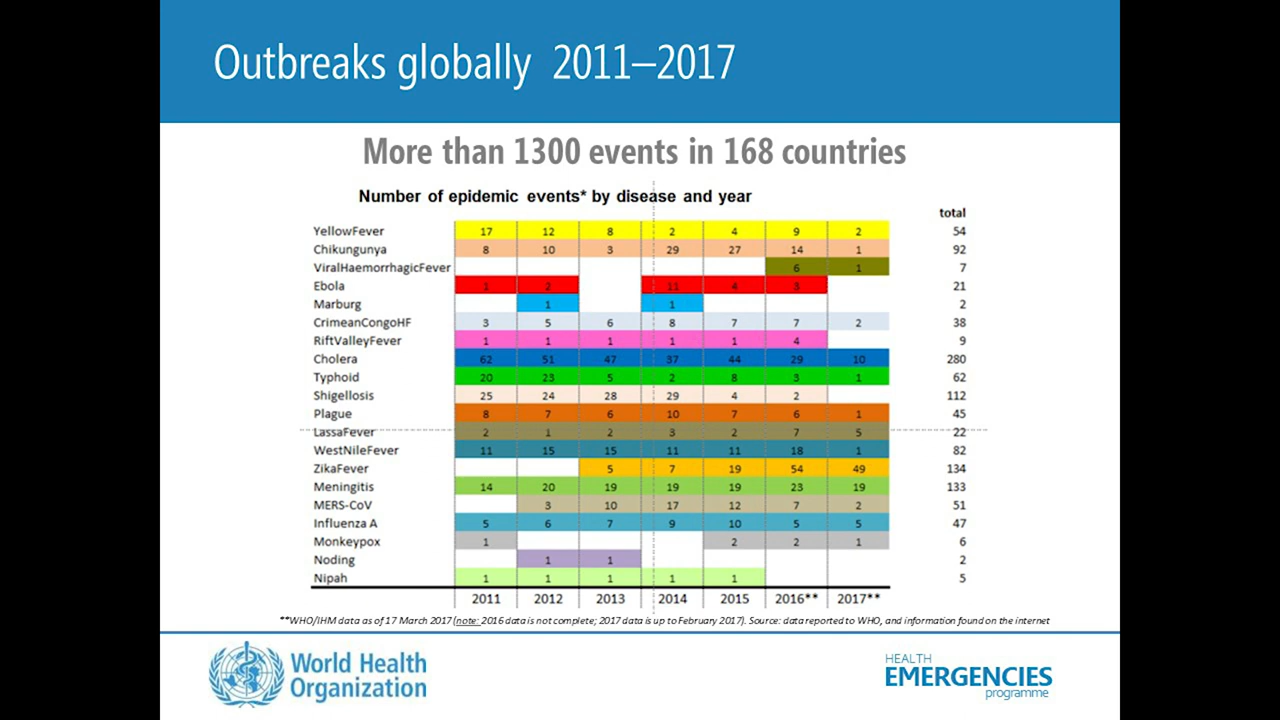 Outbreaks globally 2011–2017
More than 1300 events in 168 countries
Number of epidemic events* by disease and year
total
YellowFever 17 12 8 2 4 9 2 54
Chikungunya 8 10 3 29 27 14 1 92
ViralHaemorrhagicFever 6 1 7
Ebola 1 2 11 4 3 21
Marburg 1 1 2
CrimeanCongoHF 3 5 6 8 7 7 2 38
RiftValleyFever 1 1 1 1 1 4 9
Cholera 62 51 47 37 44 29 10 280
Typhoid 20 23 5 2 8 3 1 62
Shigellosis 25 24 28 29 4 2 112
Plague 8 7 6 10 7 6 1 45
LassaFever 2 1 2 3 2 7 5 22
WestNileFever 11 15 15 11 11 18 1 82
ZikaFever 5 7 19 54 49 134
Meningitis 14 20 19 19 19 23 19 133
MERS-CoV 3 10 17 12 7 2 51
Influenza A 5 6 7 9 10 5 5 47
Monkeypox 1 2 2 1 6
Noding 1 1 2
Nipah 1 1 1 1 1 5
2011 2012 2013 2014 2015 2016** 2017**
**WHO/IHM data as of 17 March 2017 (note: 2016 data is not complete; 2017 data is up to February 2017). Source: data reported to WHO, and information found on the internet
World Health
Organization
HEALTH
EMERGENCIES
programme